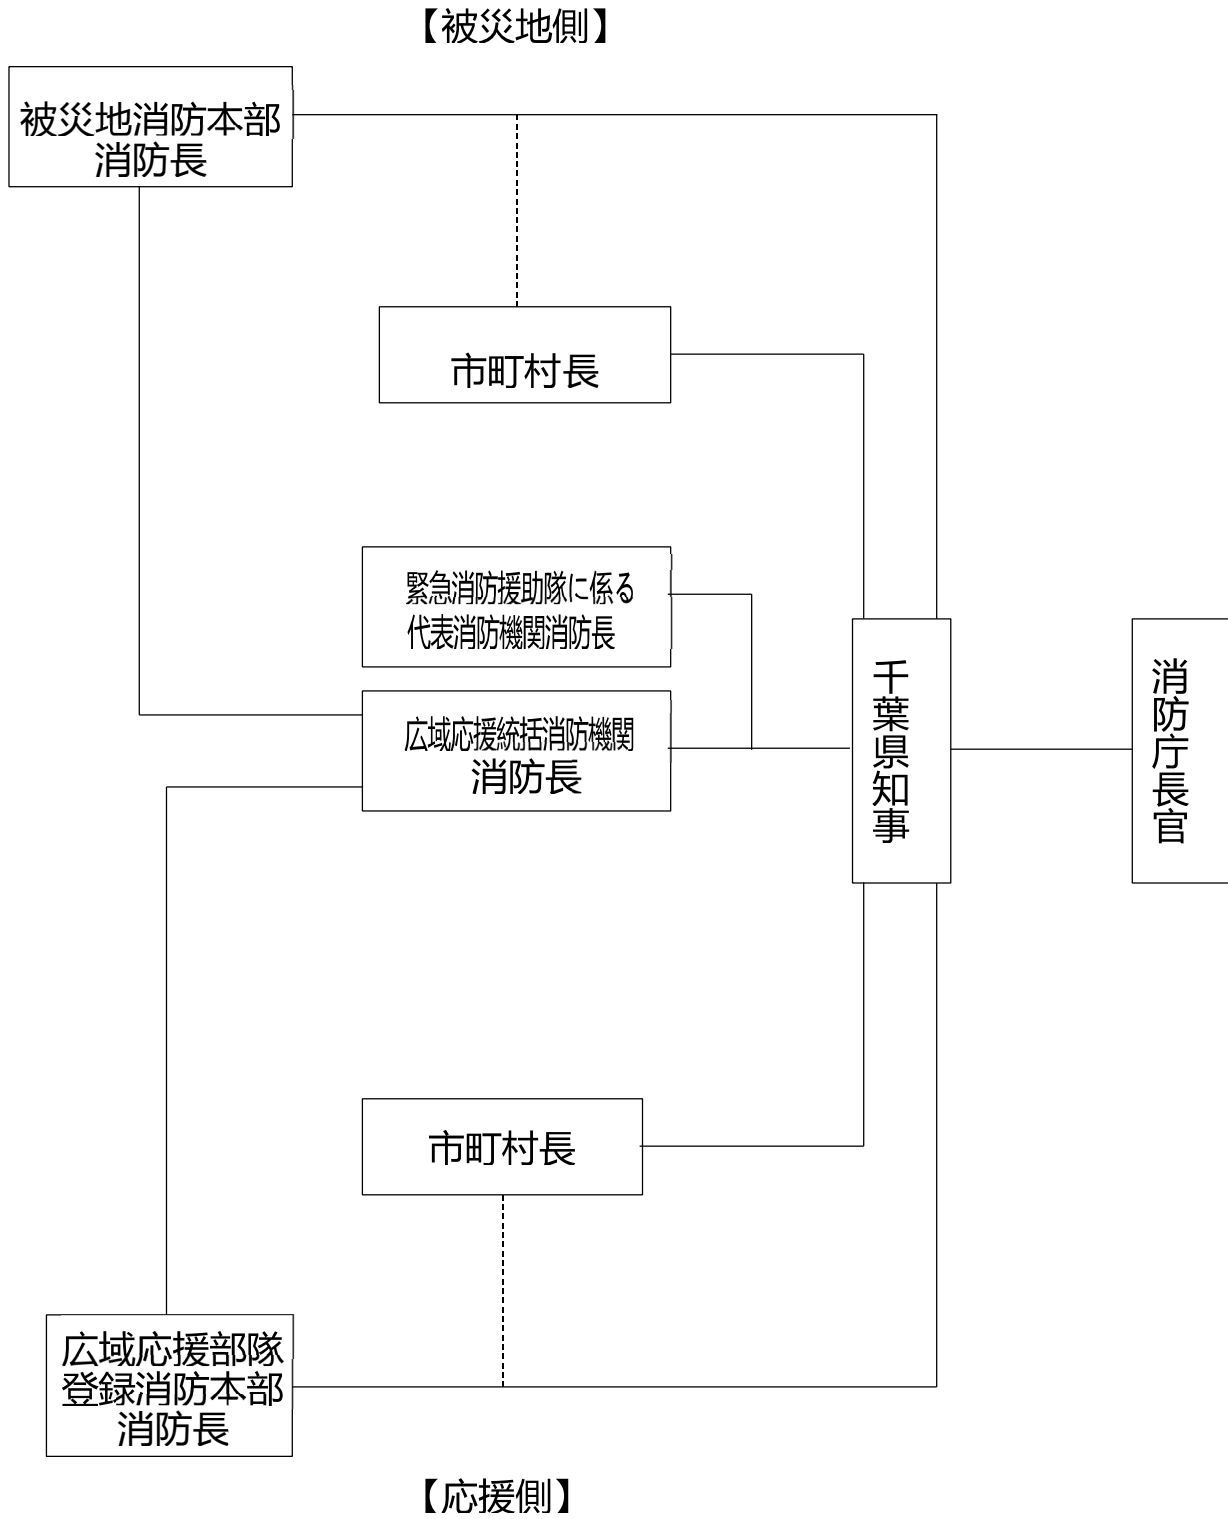 【被災地側】
被災地消防本部
消防長
市町村長
緊急消防援助隊に係る
代表消防機関消防長
広域応援統括消防機関
消防長
千葉県知事
消防庁長官
市町村長
広域応援部隊
登録消防本部
消防長
【応援側】